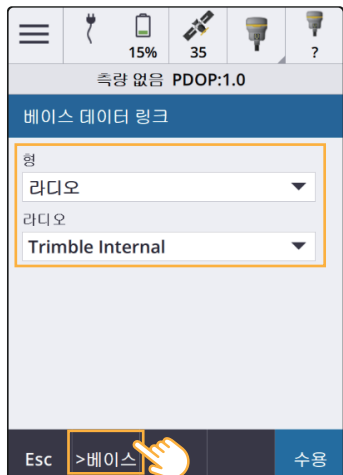 15%
35
?
측량 없음 PDOP:1.0
베이스 데이터 링크
형
라디오
라디오
Trimble Internal
Esc >베이스 수용